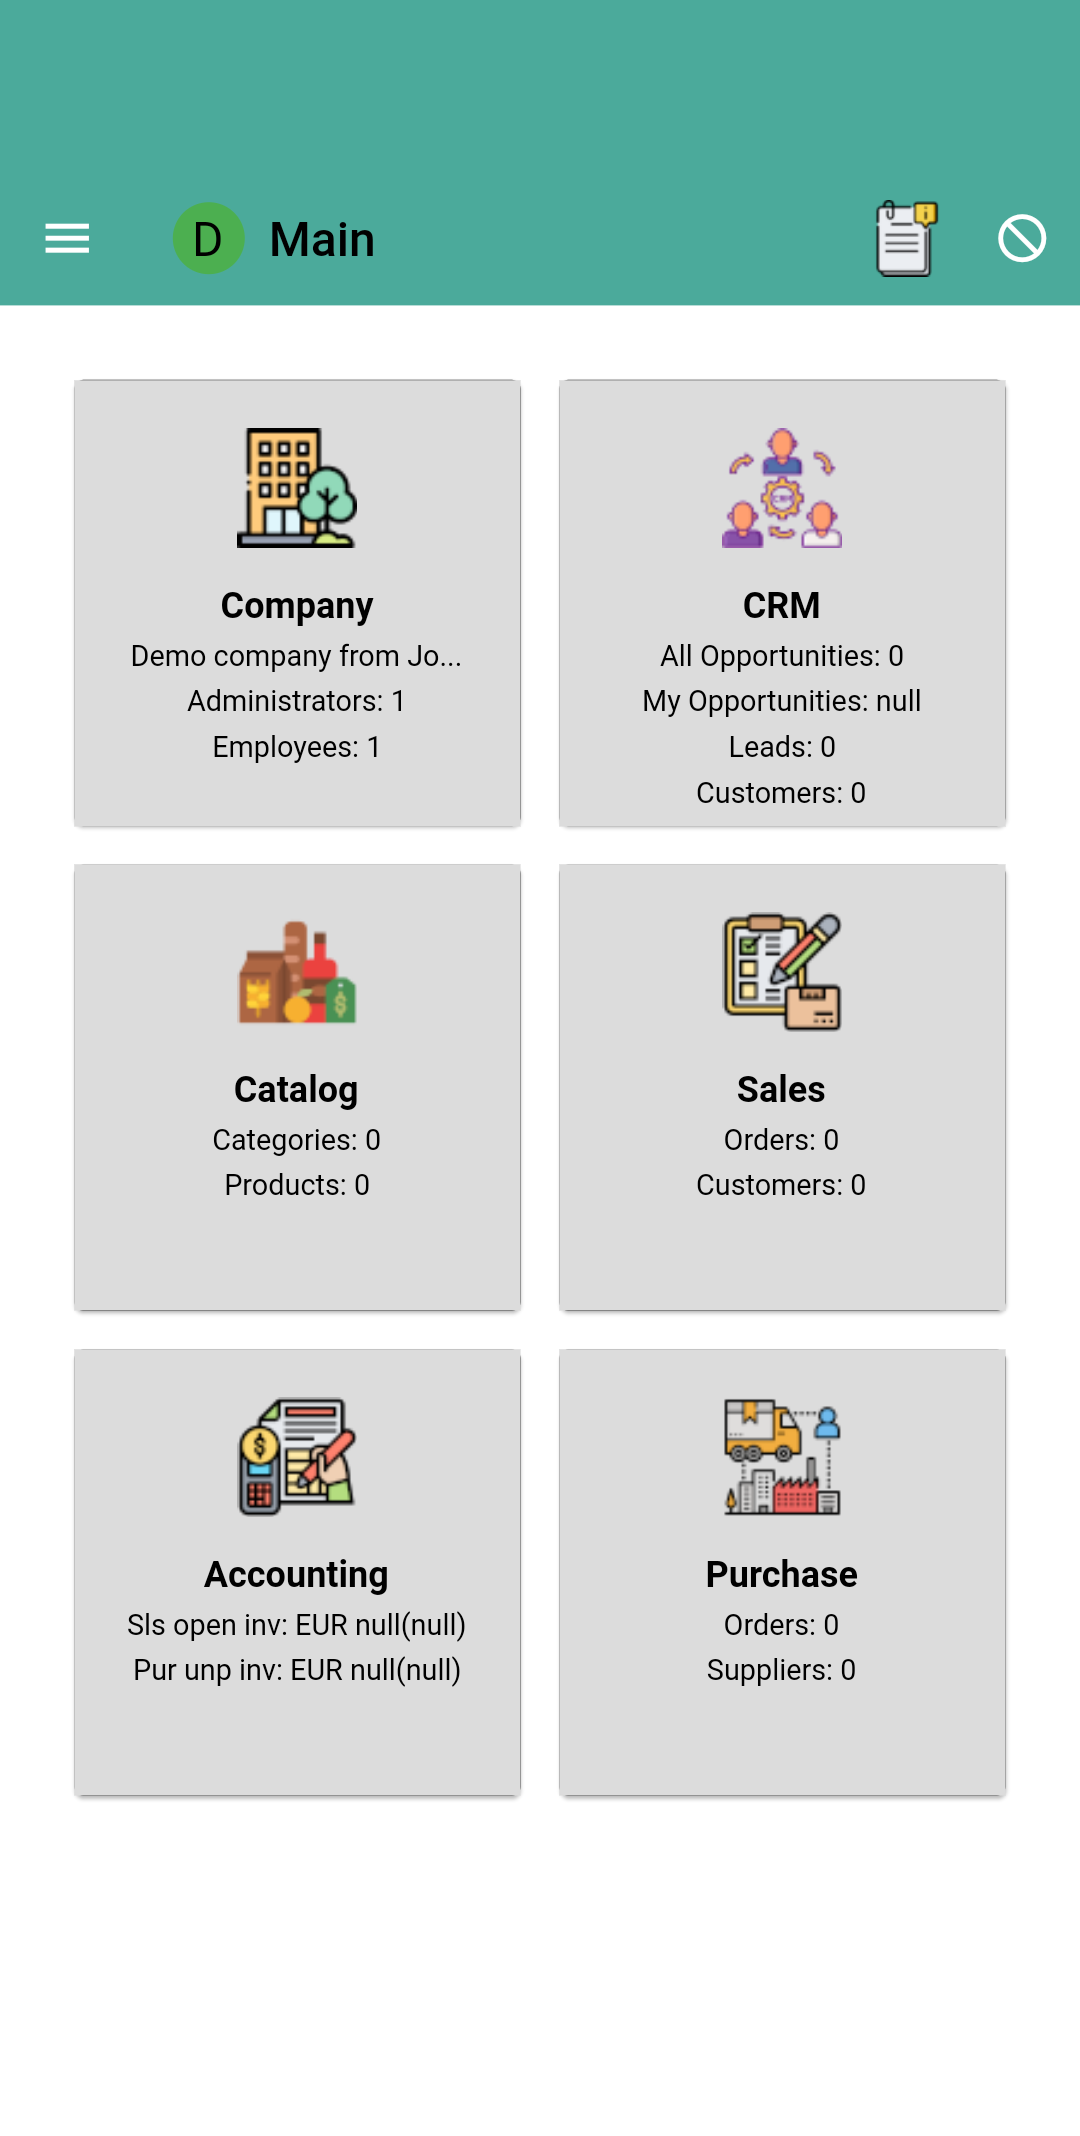 D Main
Company
Demo company from Jo...
Administrators: 1
Employees: 1
CRM
All Opportunities: 0
My Opportunities: null
Leads: 0
Customers: 0
Catalog
Categories: 0
Products: 0
Sales
Orders: 0
Customers: 0
Accounting
Sls open inv: EUR null(null)
Pur unp inv: EUR null(null)
Purchase
Orders: 0
Suppliers: 0